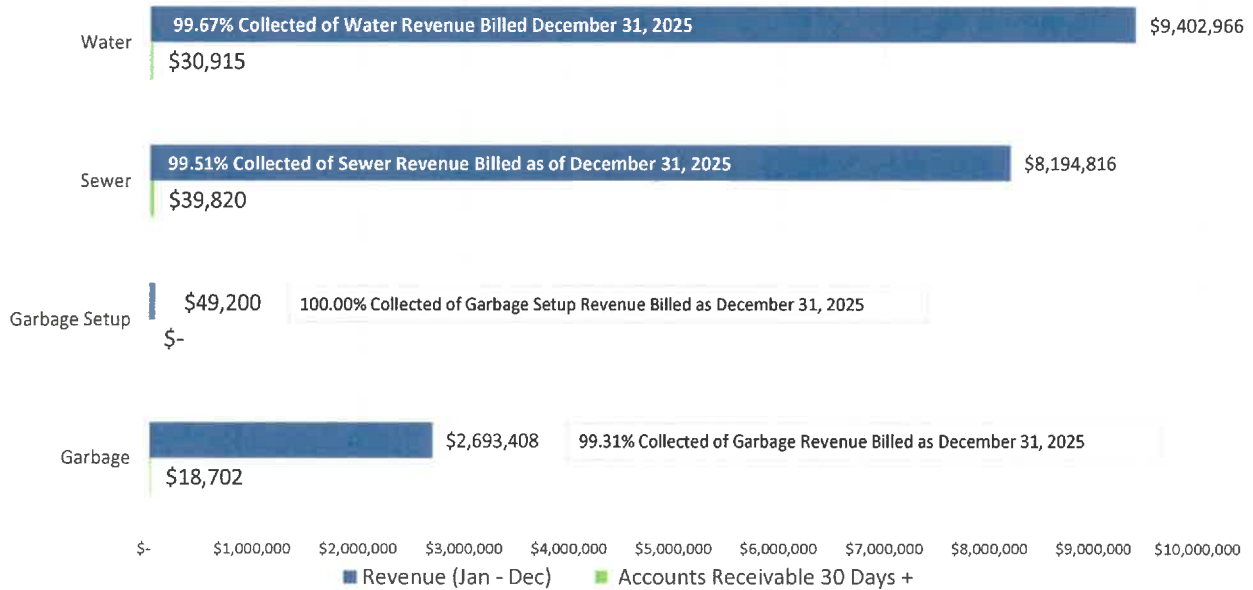 99.67% Collected of Water Revenue Billed December 31, 2025
$9,402,966
Water
$30,915
99.51% Collected of Sewer Revenue Billed as of December 31, 2025
$8,194,816
Sewer
$39,820
$49,200
100.00% Collected of Garbage Setup Revenue Billed as December 31, 2025
Garbage Setup
$-
$2,693,408
99.31% Collected of Garbage Revenue Billed as December 31, 2025
Garbage
$18,702
$- $1,000,000 $2,000,000 $3,000,000 $4,000,000 $5,000,000 $6,000,000 $7,000,000 $8,000,000 $9,000,000 $10,000,000
Revenue (Jan - Dec) Accounts Receivable 30 Days +